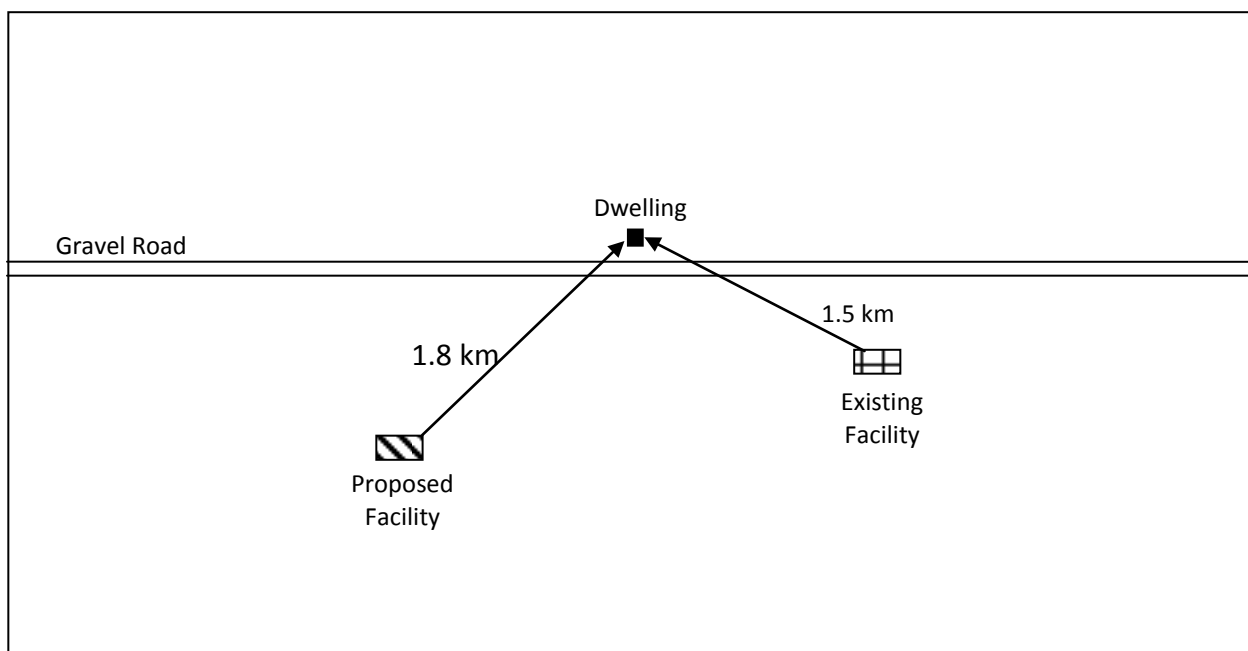 Dwelling
Gravel Road
1.5 km
1.8 km
Existing
Facility
Proposed
Facility